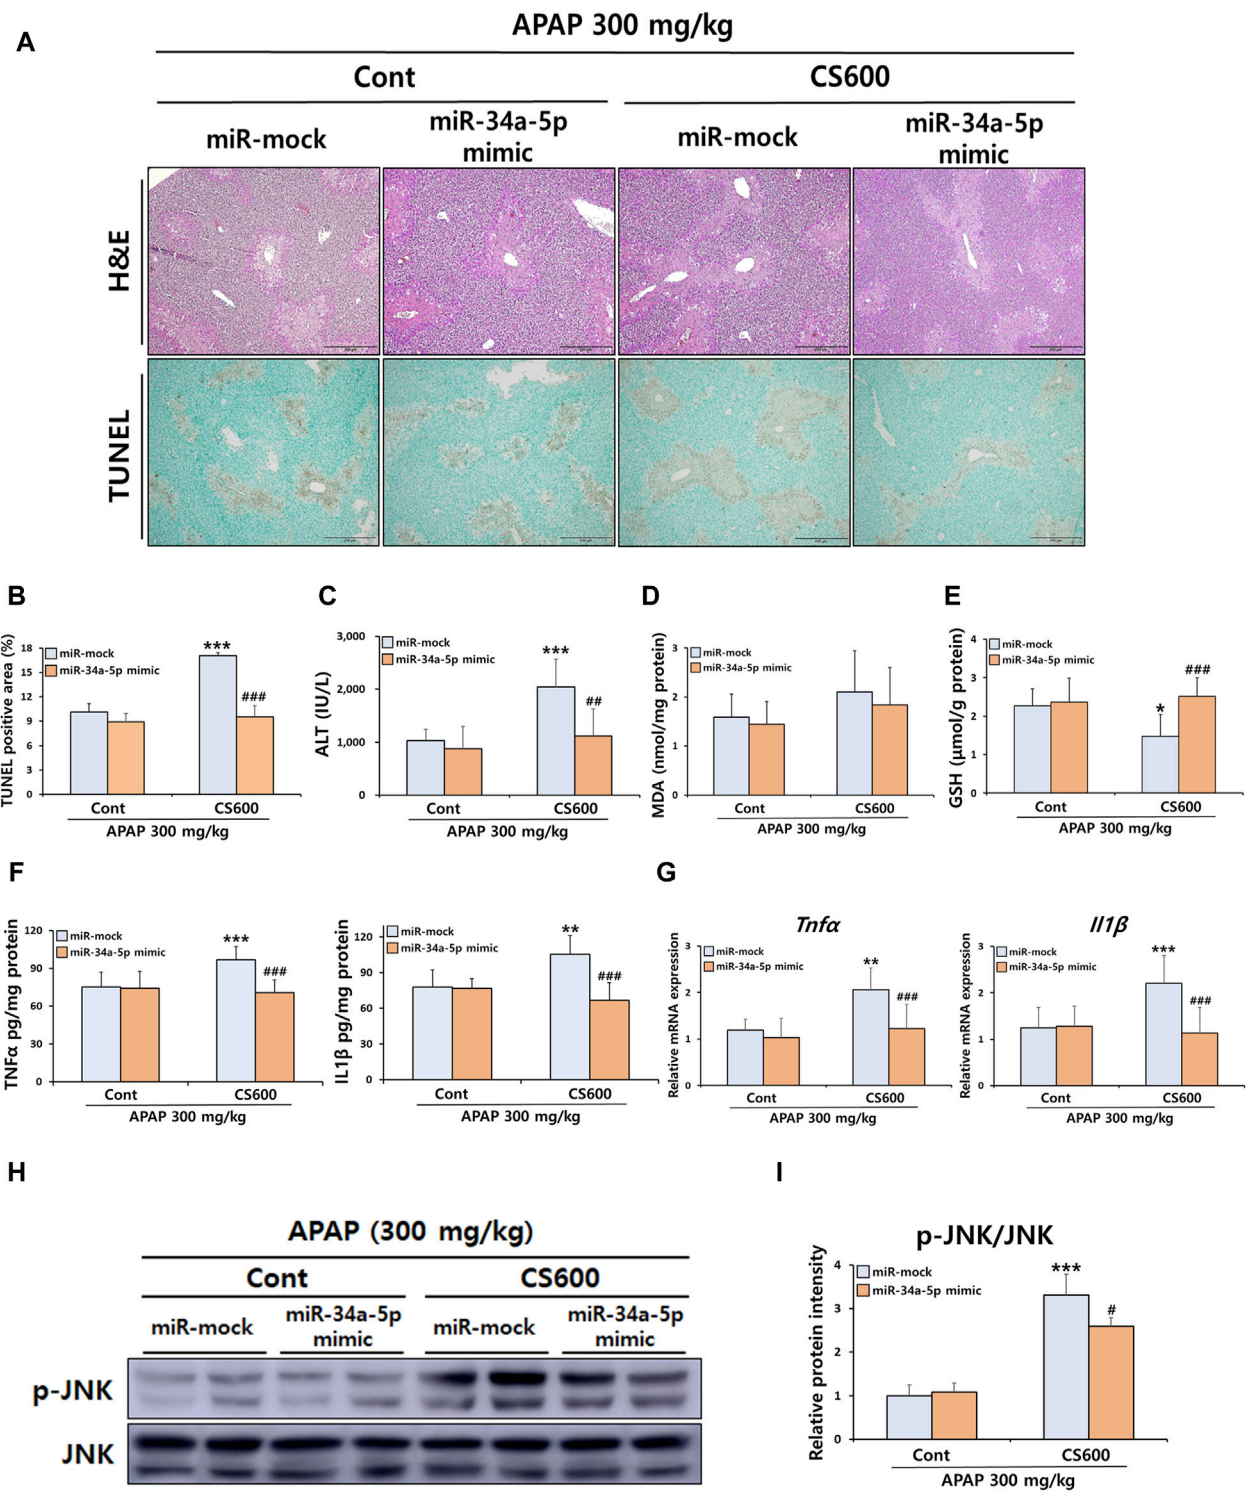 A
APAP 300 mg/kg
Cont
CS600
miR-mock
miR-34a-5p
mimic
miR-mock
miR-34a-5p
mimic
H&E
TUNEL
B
TUNEL positive area (%)
18
15
12
9
6
3
0
miR-mock
miR-34a-5p mimic
***
###
Cont
CS600
APAP 300 mg/kg
C
ALT (IU/L)
3,000
2,000
1,000
0
miR-mock
miR-34a-5p mimic
***
##
Cont
CS600
APAP 300 mg/kg
D
MDA (nmol/mg protein)
3
2
1
0
miR-mock
miR-34a-5p mimic
Cont
CS600
APAP 300 mg/kg
E
GSH (μmol/g protein)
4
3
2
1
0
miR-mock
miR-34a-5p mimic
*
###
Cont
CS600
APAP 300 mg/kg
F
TNFα pg/mg protein
120
90
60
30
0
miR-mock
miR-34a-5p mimic
***
###
Cont
CS600
APAP 300 mg/kg
IL1β pg/mg protein
120
90
60
30
0
miR-mock
miR-34a-5p mimic
**
###
Cont
CS600
APAP 300 mg/kg
G
Tnfα
Relative mRNA expression
3
2
1
0
miR-mock
miR-34a-5p mimic
**
###
Cont
CS600
APAP 300 mg/kg
Il1β
Relative mRNA expression
3
2
1
0
miR-mock
miR-34a-5p mimic
***
###
Cont
CS600
APAP 300 mg/kg
H
APAP (300 mg/kg)
Cont
CS600
miR-mock
miR-34a-5p
mimic
miR-mock
miR-34a-5p
mimic
p-JNK
JNK
I
p-JNK/JNK
Relative protein intensity
4
3
2
1
0
miR-mock
miR-34a-5p mimic
***
#
Cont
CS600
APAP 300 mg/kg